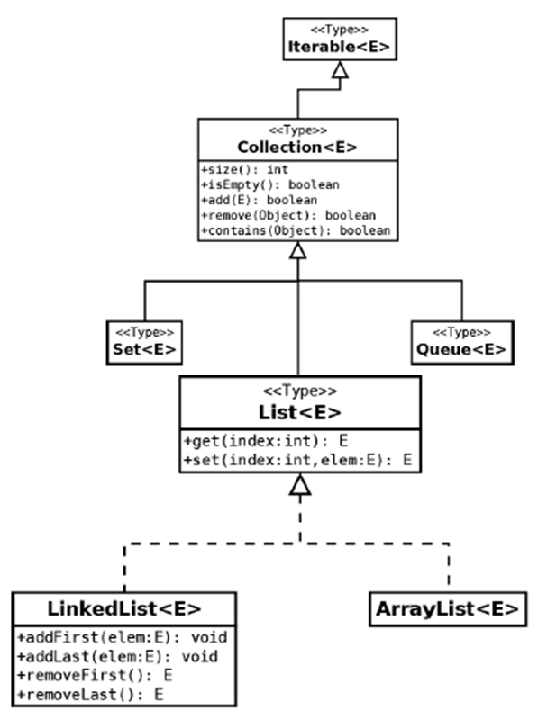 <<Type>>
Iterable<E>
<<Type>>
Collection<E>
+size(): int
+isEmpty(): boolean
+add(E): boolean
+remove(Object): boolean
+contains(Object): boolean
<<Type>>
Set<E>
<<Type>>
Queue<E>
<<Type>>
List<E>
+get(index:int): E
+set(index:int,elem:E): E
LinkedList<E>
+addFirst(elem:E): void
+addLast(elem:E): void
+removeFirst(): E
+removeLast(): E
ArrayList<E>